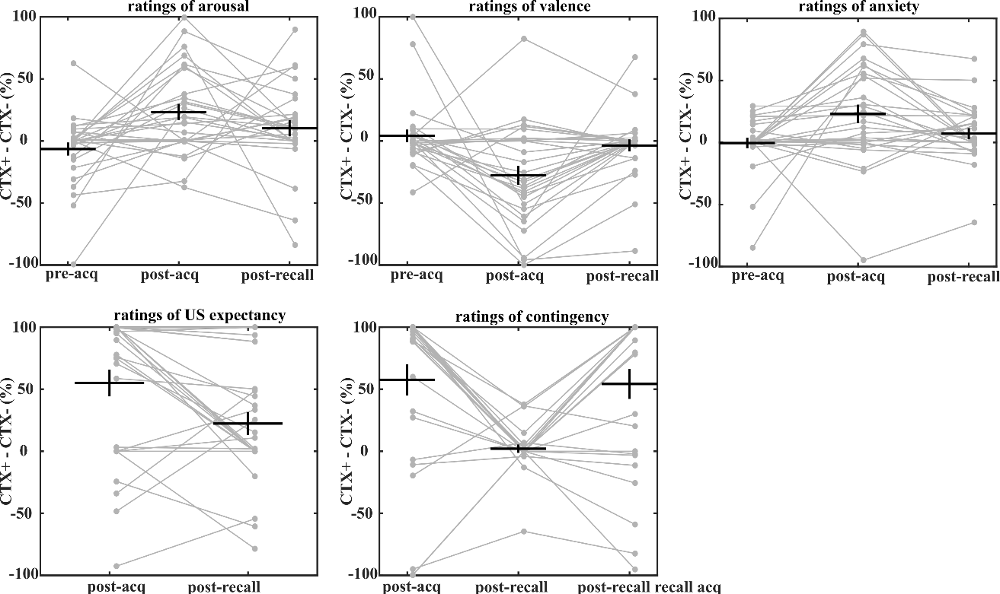 ratings of arousal
100
50
0
-50
-100
CTX+ - CTX- (%)
pre-acq post-acq post-recall
ratings of valence
100
50
0
-50
-100
CTX+ - CTX- (%)
pre-acq post-acq post-recall
ratings of anxiety
100
50
0
-50
-100
CTX+ - CTX- (%)
pre-acq post-acq post-recall
ratings of US expectancy
100
50
0
-50
-100
CTX+ - CTX- (%)
post-acq post-recall
ratings of contingency
100
50
0
-50
-100
CTX+ - CTX- (%)
post-acq post-recall post-recall recall acq